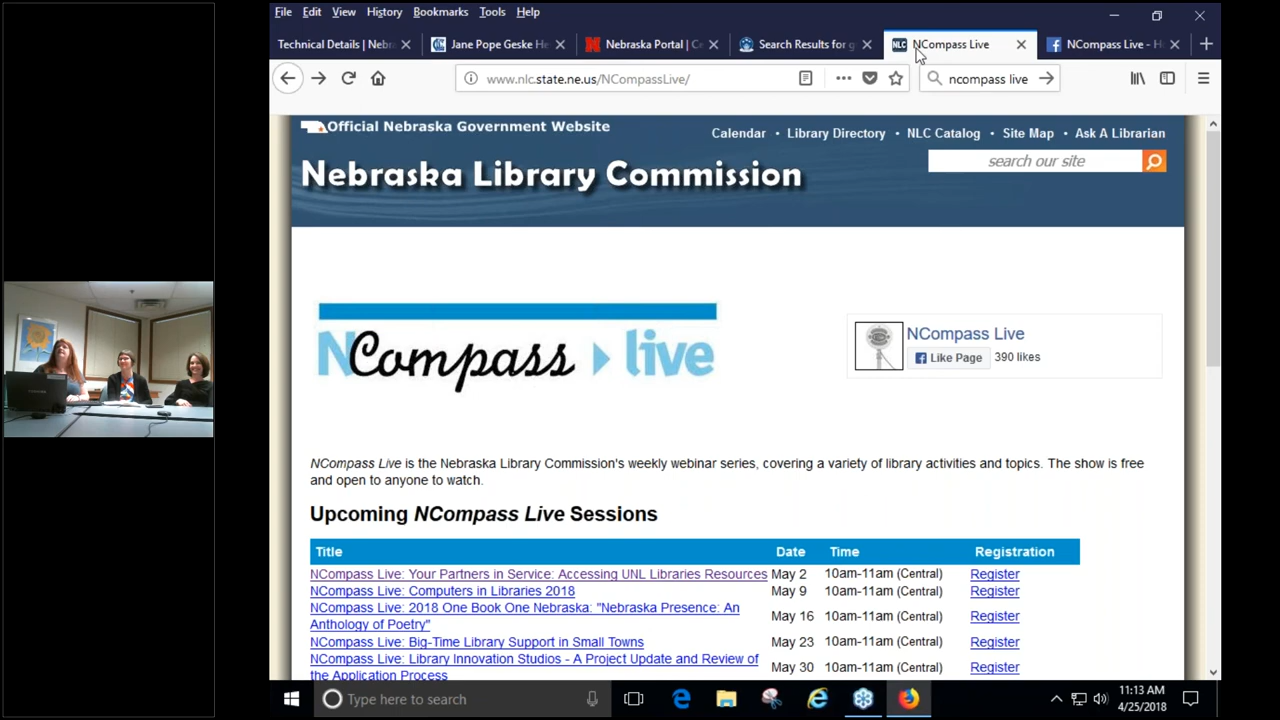 File Edit View History Bookmarks Tools Help
Technical Details | Nebr
Jane Pope Geske He
Nebraska Portal | C
Search Results for g
NCompass Live
NCompass Live - H
www.nlc.state.ne.us/NCompassLive/
ncompass live
Official Nebraska Government Website
Calendar • Library Directory • NLC Catalog • Site Map • Ask A Librarian
search our site
Nebraska Library Commission
NCompass live
NCompass Live
Like Page 390 likes
NCompass Live is the Nebraska Library Commission's weekly webinar series, covering a variety of library activities and topics. The show is free
and open to anyone to watch.
Upcoming NCompass Live Sessions
Title Date Time Registration
NCompass Live: Your Partners in Service: Accessing UNL Libraries Resources May 2 10am-11am (Central) Register
NCompass Live: Computers in Libraries 2018 May 9 10am-11am (Central) Register
NCompass Live: 2018 One Book One Nebraska: "Nebraska Presence: An
Anthology of Poetry" May 16 10am-11am (Central) Register
NCompass Live: Big-Time Library Support in Small Towns May 23 10am-11am (Central) Register
NCompass Live: Library Innovation Studios - A Project Update and Review of
the Application Process May 30 10am-11am (Central) Register
Type here to search
11:13 AM
4/25/2018